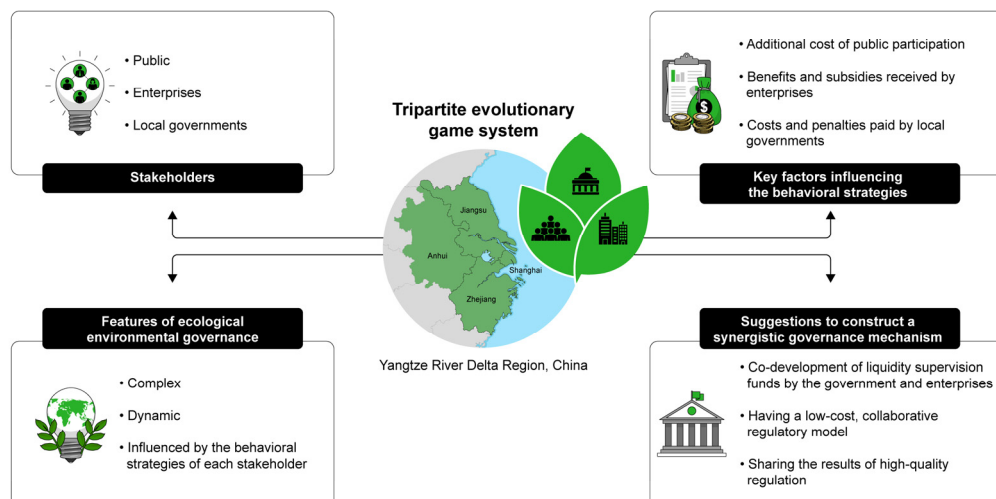 • Public
• Enterprises
• Local governments
Stakeholders
Tripartite evolutionary
game system
Jiangsu
Anhui
Shanghai
Zhejiang
Yangtze River Delta Region, China
• Additional cost of public participation
• Benefits and subsidies received by
enterprises
• Costs and penalties paid by local
governments
$
Key factors influencing
the behavioral strategies
Features of ecological
environmental governance
• Complex
• Dynamic
• Influenced by the behavioral
strategies of each stakeholder
Suggestions to construct a
synergistic governance mechanism
• Co-development of liquidity supervision
funds by the government and enterprises
• Having a low-cost, collaborative
regulatory model
• Sharing the results of high-quality
regulation